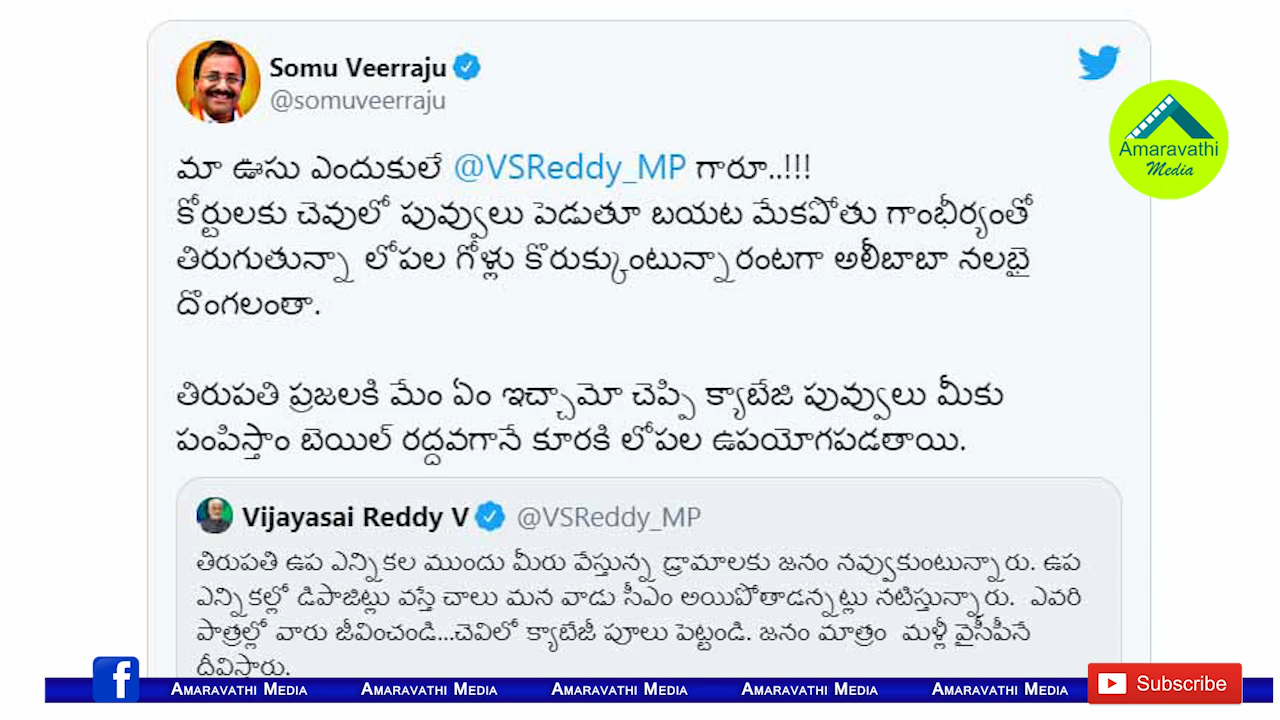 Somu Veerraju
@somuveerraju
Amaravathi
Media
మా ఊసు ఎందుకులే @VSReddy_MP గారూ..!!!
కోర్టులకు చెవులో పువ్వులు పెడుతూ బయట మేకపోతు గాంభీర్యంతో
తిరుగుతున్నా లోపల గోళ్లు కొరుక్కుంటున్నారంటగా అలీబాబా నలభై
దొంగలంతా.
తిరుపతి ప్రజలకి మేం ఏం ఇచ్చామో చెప్పి క్యాబేజి పువ్వులు మీకు
పంపిస్తాం బెయిల్ రద్దవగానే కూరకి లోపల ఉపయోగపడతాయి.
Vijayasai Reddy V @VSReddy_MP
తిరుపతి ఉప ఎన్నికల ముందు మీరు వేస్తున్న డ్రామాలకు జనం నవ్వుకుంటున్నారు. ఉప
ఎన్నికల్లో డిపాజిట్లు వస్తే చాలు మన వాడు సీఎం అయిపోతాడన్నట్లు నటిస్తున్నారు. ఎవరి
పాత్రల్లో వారు జీవించండి...చెవిలో క్యాబేజీ పూలు పెట్టండి. జనం మాత్రం మళ్లీ వైసీపీనే
దీవిస్తారు.
f Amaravathi Media Amaravathi Media Amaravathi Media Amaravathi Media Amaravathi Media Subscribe